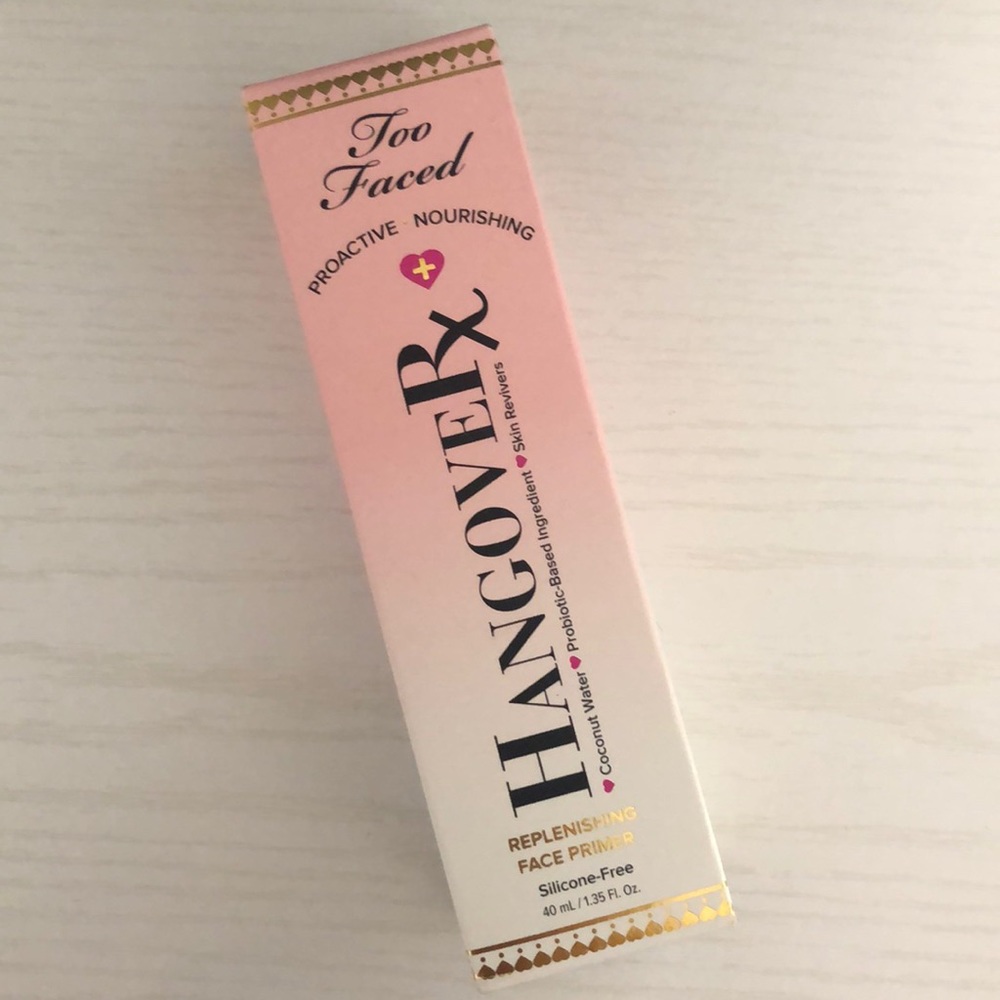 Too
Faced
PROACTIVE · NOURISHING
HANGOVERx
Coconut Water Probiotic-Based Ingredient Skin Revivers
REPLENISHING
FACE PRIMER
Silicone-Free
40 mL / 1.35 Fl. Oz.